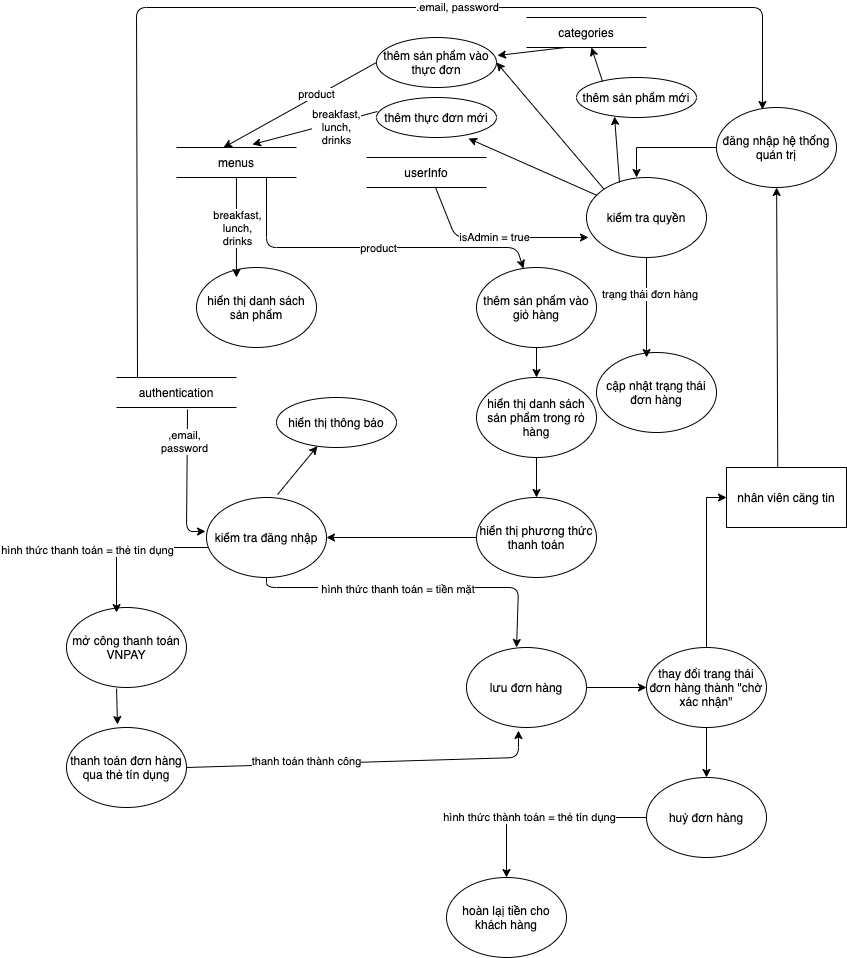 .email, password
categories
thêm sản phẩm vào
thực đơn
product
thêm sản phẩm mới
breakfast,
lunch,
drinks
thêm thực đơn mới
đăng nhập hệ thống
quản trị
menus
userInfo
kiểm tra quyền
breakfast,
lunch,
drinks
isAdmin = true
product
hiển thị danh sách
sản phẩm
thêm sản phẩm vào
giỏ hàng
trạng thái đơn hàng
authentication
cập nhật trạng thái
đơn hàng
hiển thị danh sách
sản phẩm trong rỏ
hàng
hiển thị thông báo
,email,
password
nhân viên căng tin
kiểm tra đăng nhập
hiển thị phương thức
thanh toán
hình thức thanh toán = thẻ tín dụng
hình thức thanh toán = tiền mặt
mở công thanh toán
VNPAY
lưu đơn hàng
thay đổi trang thái
đơn hàng thành "chờ
xác nhận"
thanh toán đơn hàng
qua thẻ tín dụng
thanh toán thành công
hình thức thành toán = thẻ tín dụng
huỷ đơn hàng
hoàn lại tiền cho
khách hàng